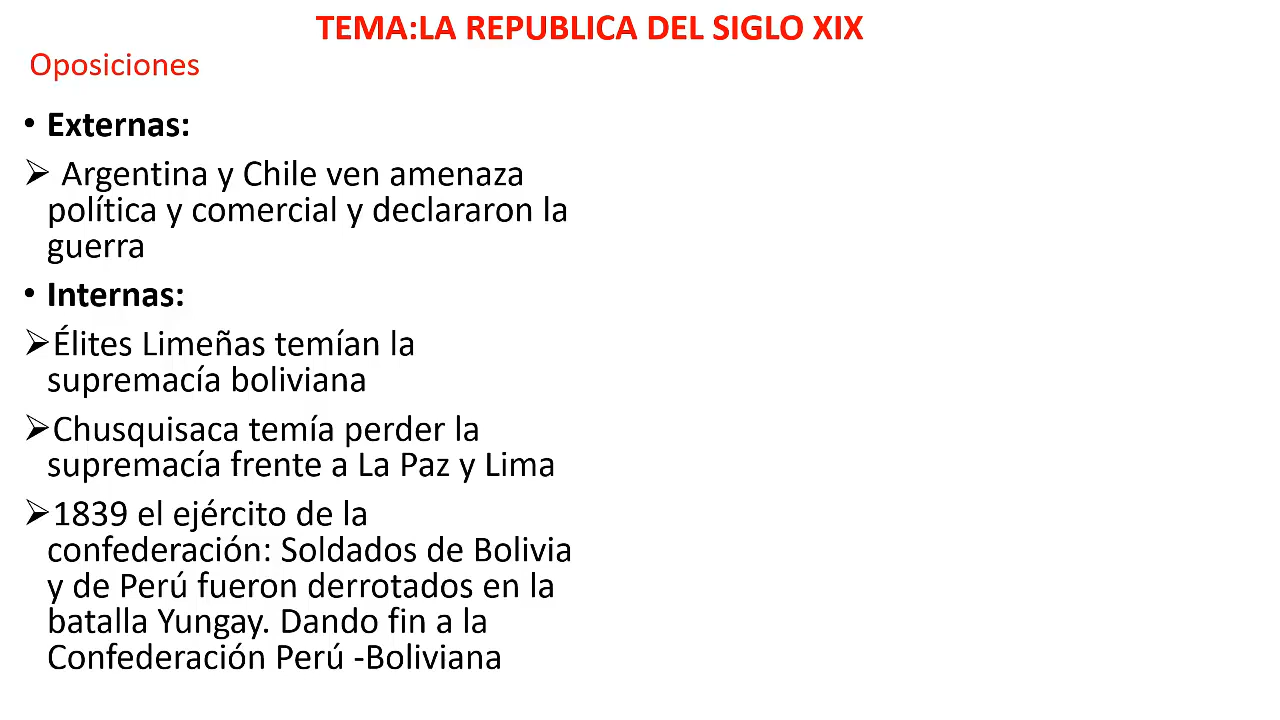 TEMA:LA REPUBLICA DEL SIGLO XIX
Oposiciones
• Externas:
➢ Argentina y Chile ven amenaza
política y comercial y declararon la
guerra
• Internas:
➢Élites Limeñas temían la
supremacía boliviana
➢Chusquisaca temía perder la
supremacía frente a La Paz y Lima
➢1839 el ejército de la
confederación: Soldados de Bolivia
y de Perú fueron derrotados en la
batalla Yungay. Dando fin a la
Confederación Perú -Boliviana